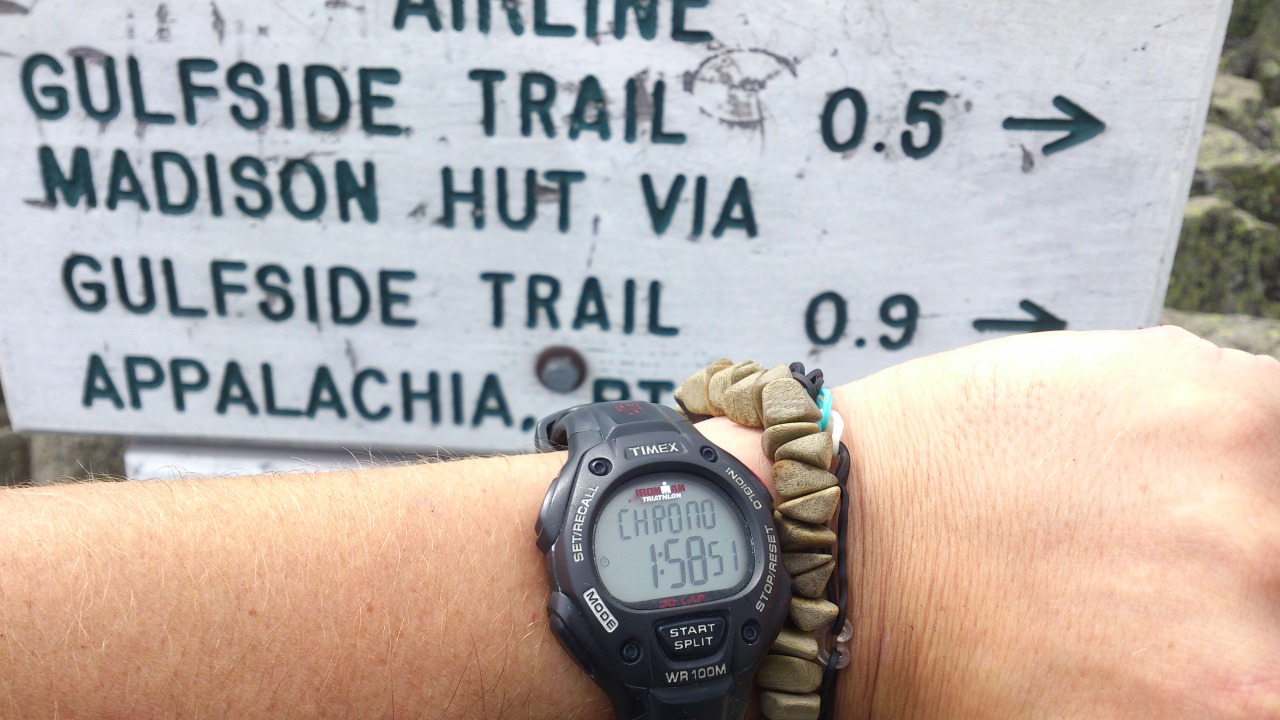 AIRLINE
GULFSIDE TRAIL 0.5 →
MADISON HUT VIA
GULFSIDE TRAIL 0.9 →
APPALACHIA,
TIMEX
INDIGLO
SET/RECALL
IRONMAN
TRIATHLON
CHRONO
1:58 51
STOP/RESET
30-LAP
MODE
START
SPLIT
WR100M